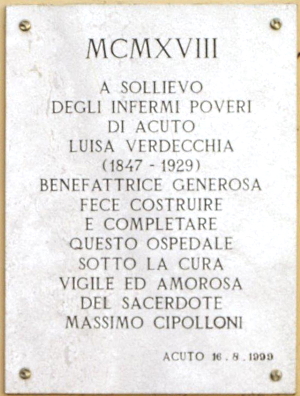 MCMXVIII
A SOLLIEVO
DEGLI INFERMI POVERI
DI ACUTO
LUISA VERDECCHIA
(1847 - 1929)
BENEFATTRICE GENEROSA
FECE COSTRUIRE
E COMPLETARE
QUESTO OSPEDALE
SOTTO LA CURA
VIGILE ED AMOROSA
DEL SACERDOTE
MASSIMO CIPOLLONI
ACUTO 16.8.1999